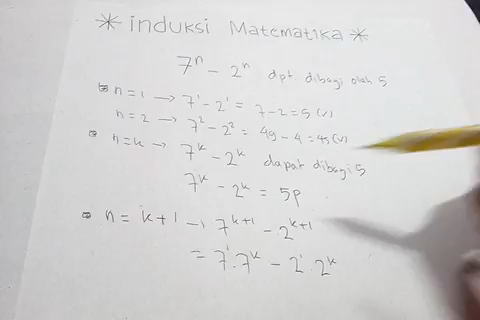 * induksi Matematika *
7ⁿ - 2ⁿ dpt dibagi oleh 5
n = 1 → 7¹ - 2¹ = 7 - 2 = 5 (v)
n = 2 → 7² - 2² = 49 - 4 = 45 (v)
n = k → 7ᵏ - 2ᵏ dapat dibagi 5
7ᵏ - 2ᵏ = 5p
n = k+1 → 7ᵏ⁺¹ - 2ᵏ⁺¹
= 7¹.7ᵏ - 2¹.2ᵏ